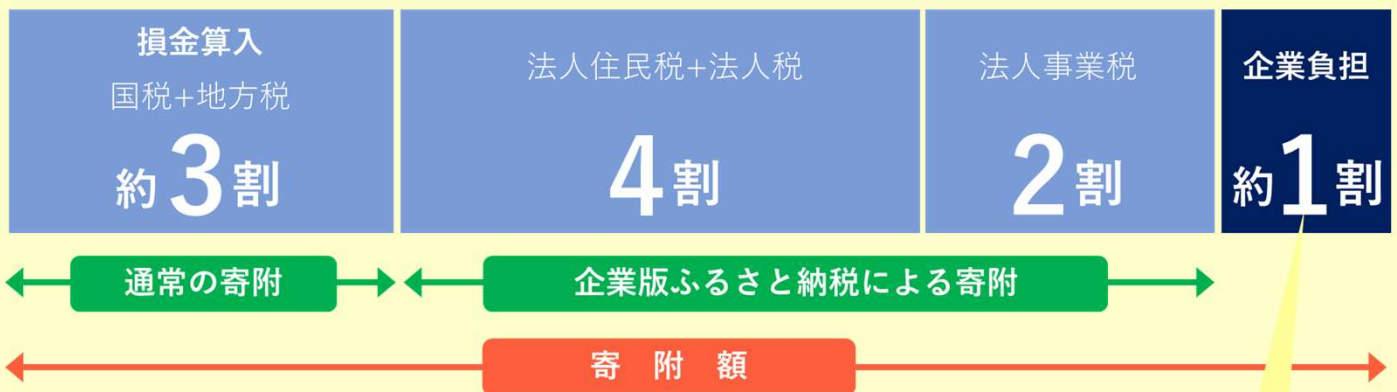 損金算入
国税+地方税
約3割
法人住民税+法人税
4割
法人事業税
2割
企業負担
約1割
通常の寄附
企業版ふるさと納税による寄附
寄 附 額